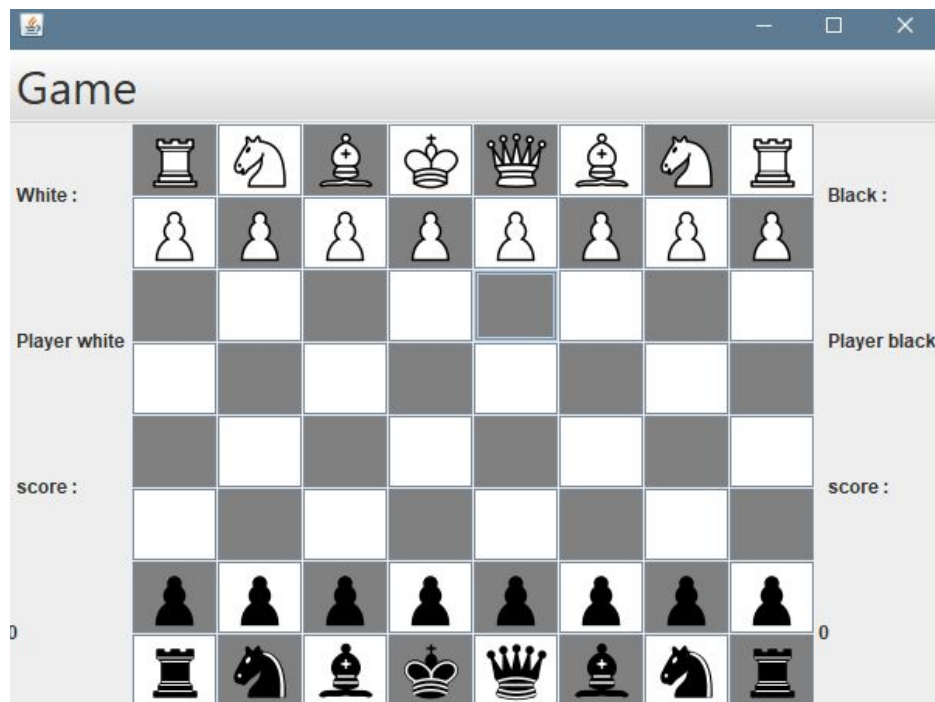 Game
White :
Black :
Player white
Player black
score :
score :
0
0